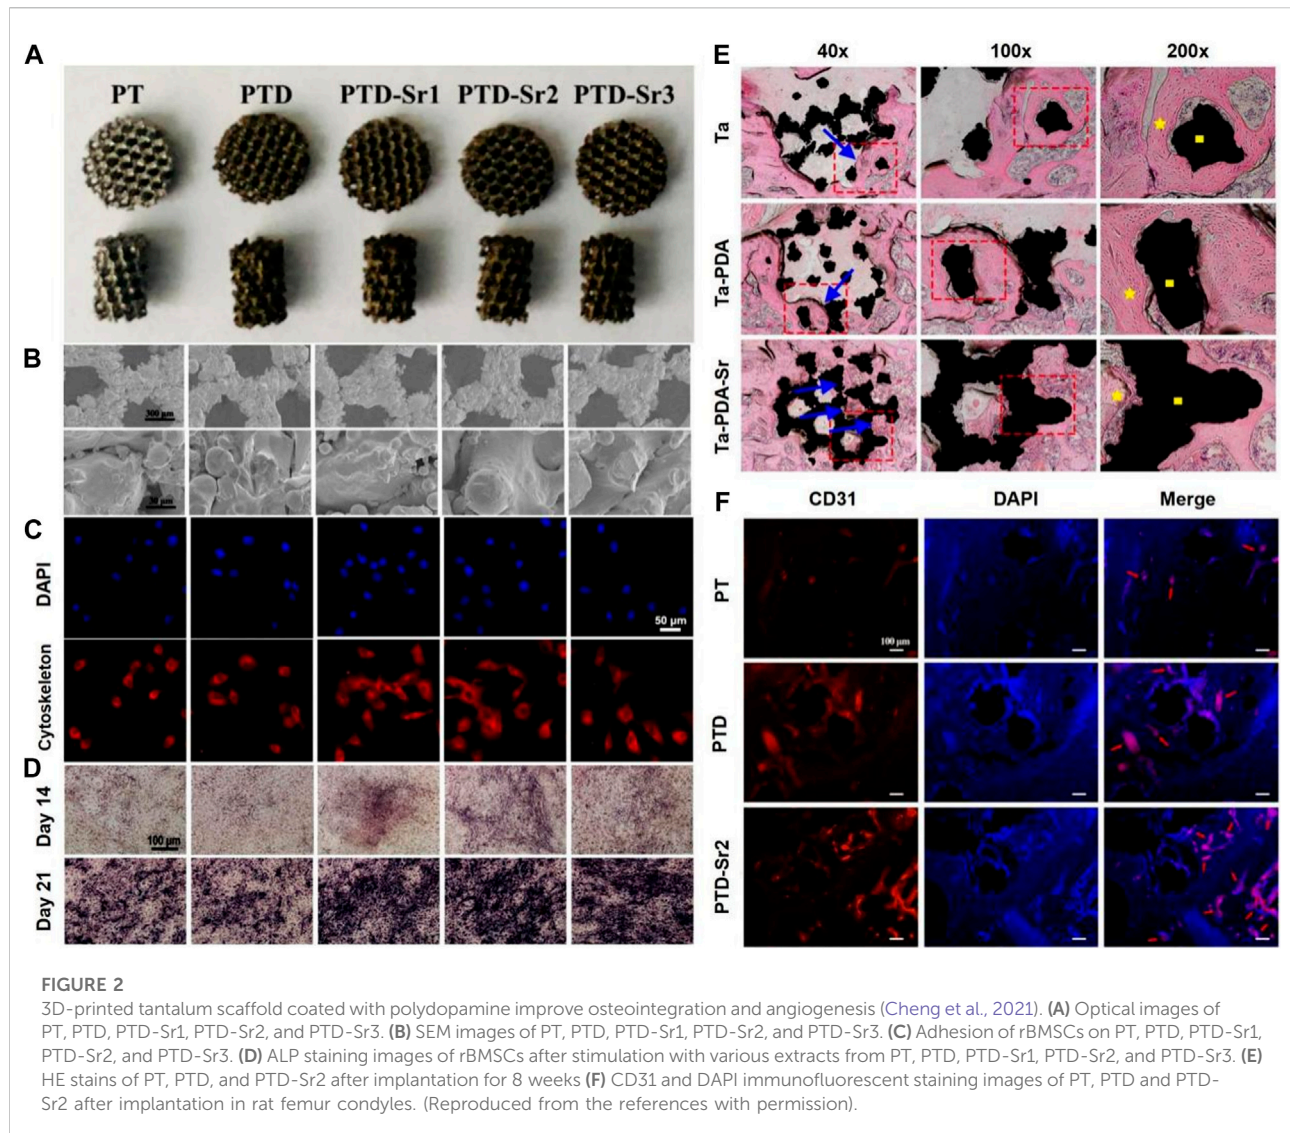 A
PT PTD PTD-Sr1 PTD-Sr2 PTD-Sr3
B
300 μm
30 μm
C
DAPI
50 μm
Cytoskeleton
D
Day 14
100 μm
Day 21
E
40x 100x 200x
Ta
Ta-PDA
Ta-PDA-Sr
F
CD31 DAPI Merge
PT
100 μm
PTD
PTD-Sr2
FIGURE 2
3D-printed tantalum scaffold coated with polydopamine improve osteointegration and angiogenesis (Cheng et al., 2021). (A) Optical images of
PT, PTD, PTD-Sr1, PTD-Sr2, and PTD-Sr3. (B) SEM images of PT, PTD, PTD-Sr1, PTD-Sr2, and PTD-Sr3. (C) Adhesion of rBMSCs on PT, PTD, PTD-Sr1,
PTD-Sr2, and PTD-Sr3. (D) ALP staining images of rBMSCs after stimulation with various extracts from PT, PTD, PTD-Sr1, PTD-Sr2, and PTD-Sr3. (E)
HE stains of PT, PTD, and PTD-Sr2 after implantation for 8 weeks (F) CD31 and DAPI immunofluorescent staining images of PT, PTD and PTD-
Sr2 after implantation in rat femur condyles. (Reproduced from the references with permission).